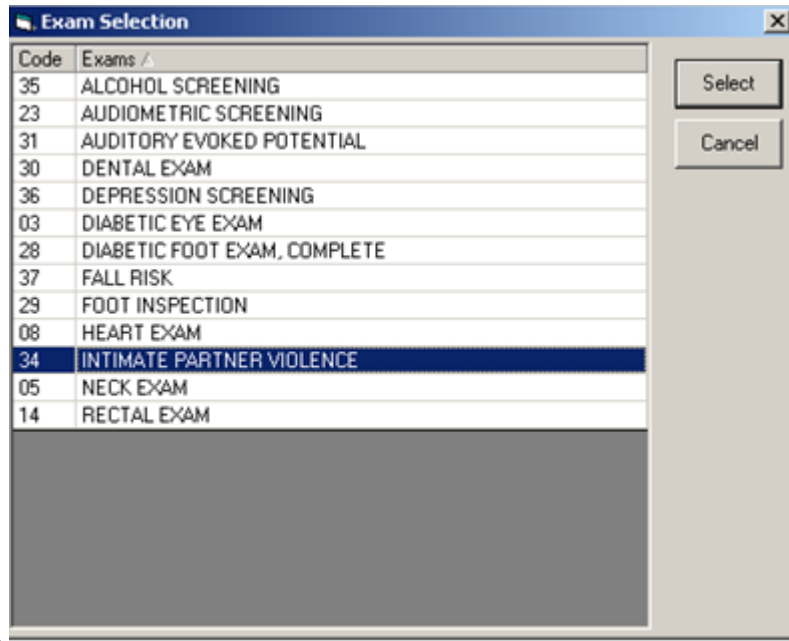 Exam Selection
Code Exams
35 ALCOHOL SCREENING
23 AUDIOMETRIC SCREENING
31 AUDITORY EVOKED POTENTIAL
30 DENTAL EXAM
36 DEPRESSION SCREENING
03 DIABETIC EYE EXAM
28 DIABETIC FOOT EXAM, COMPLETE
37 FALL RISK
29 FOOT INSPECTION
08 HEART EXAM
34 INTIMATE PARTNER VIOLENCE
05 NECK EXAM
14 RECTAL EXAM
Select
Cancel